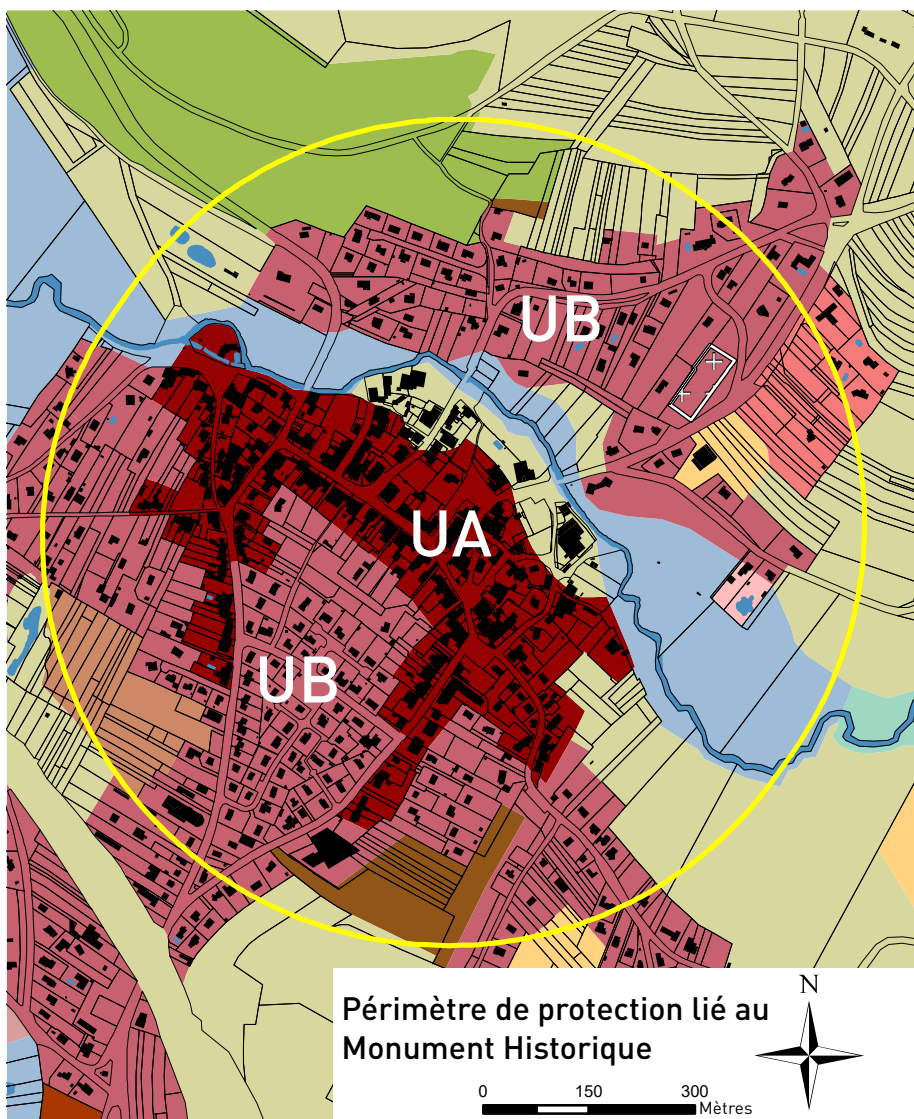 UB
UA
UB
Périmètre de protection lié au
Monument Historique
N
0 150 300
Mètres